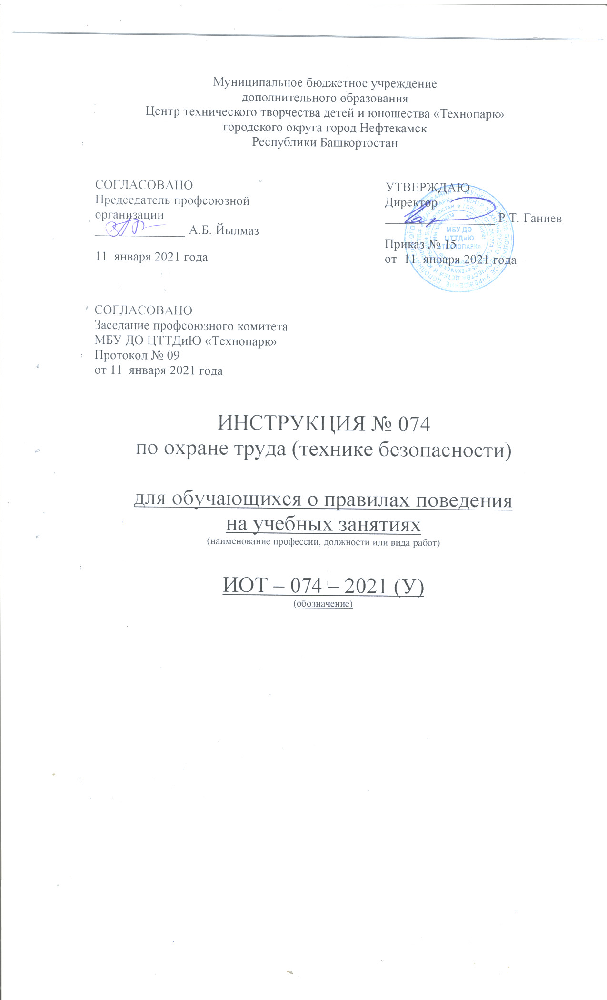 Муниципальное бюджетное учреждение
дополнительного образования
Центр технического творчества детей и юношества «Технопарк»
городского округа город Нефтекамск
Республики Башкортостан
СОГЛАСОВАНО
Председатель профсоюзной
организации
______________ А.Б. Йылмаз
11 января 2021 года
УТВЕРЖДАЮ
Директор
_________________ Р.Т. Ганиев
Приказ № 15
от 11 января 2021 года
МБУ ДО
ЦТТДиЮ
«ТЕХНОПАРК»
СОГЛАСОВАНО
Заседание профсоюзного комитета
МБУ ДО ЦТТДиЮ «Технопарк»
Протокол № 09
от 11 января 2021 года
ИНСТРУКЦИЯ № 074
по охране труда (технике безопасности)
для обучающихся о правилах поведения
на учебных занятиях
(наименование профессии, должности или вида работ)
ИОТ – 074 – 2021 (У)
(обозначение)